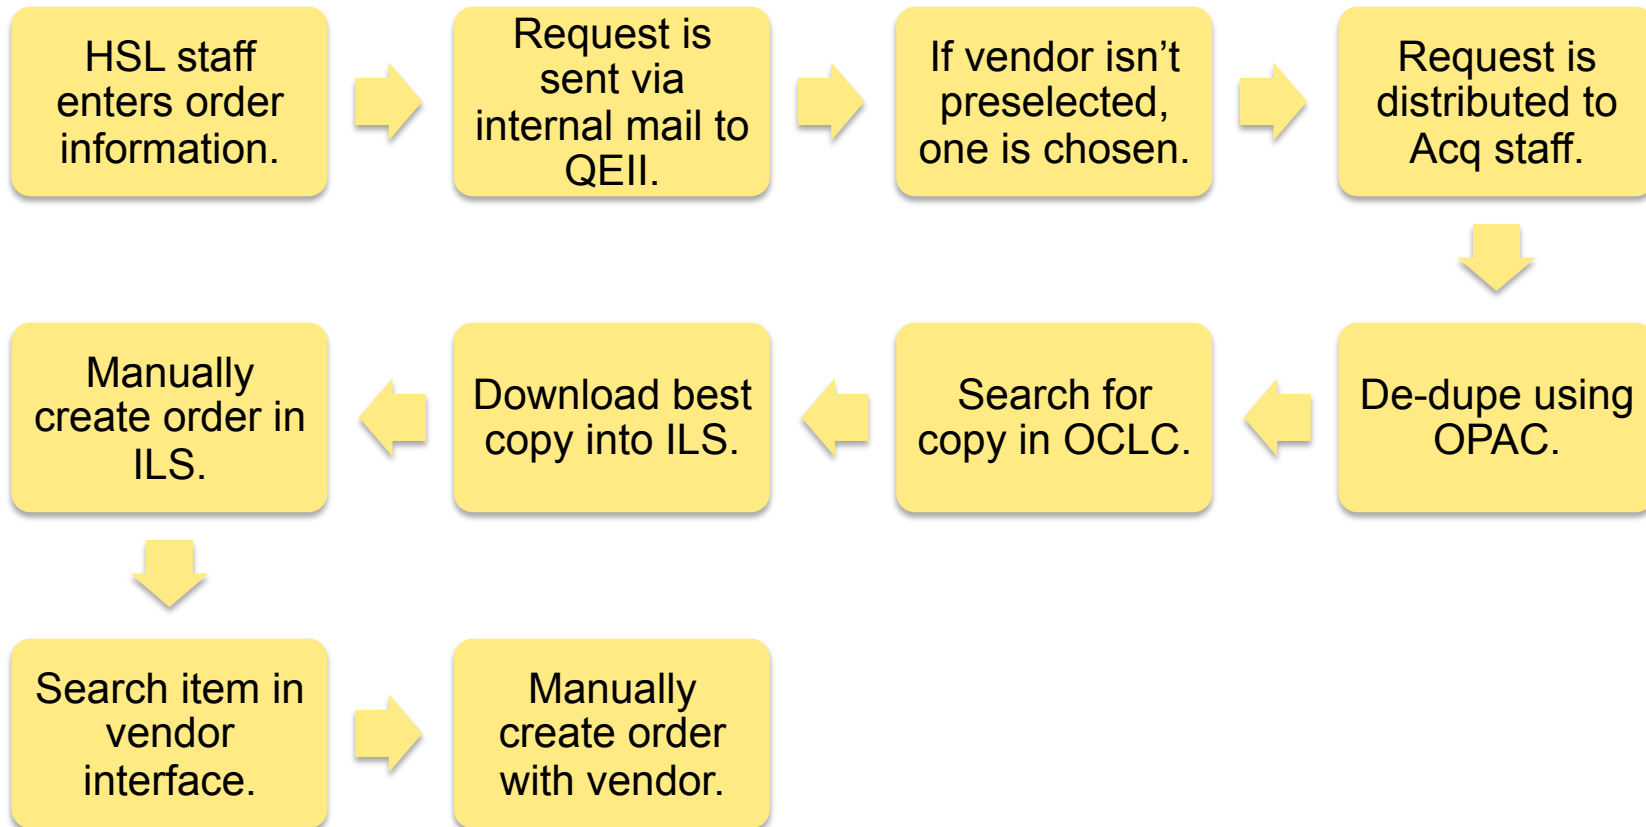 HSL staff
enters order
information.
Request is
sent via
internal mail to
QEII.
If vendor isn’t
preselected,
one is chosen.
Request is
distributed to
Acq staff.
De-dupe using
OPAC.
Search for
copy in OCLC.
Download best
copy into ILS.
Manually
create order in
ILS.
Search item in
vendor
interface.
Manually
create order
with vendor.